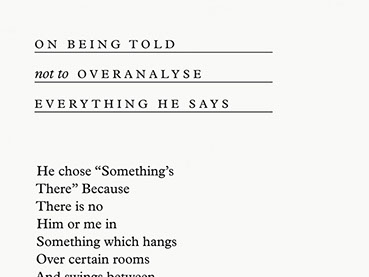 ON BEING TOLD
not to OVERANALYSE
EVERYTHING HE SAYS
He chose “Something’s
There” Because
There is no
Him or me in
Something which hangs
Over certain rooms
And swings between